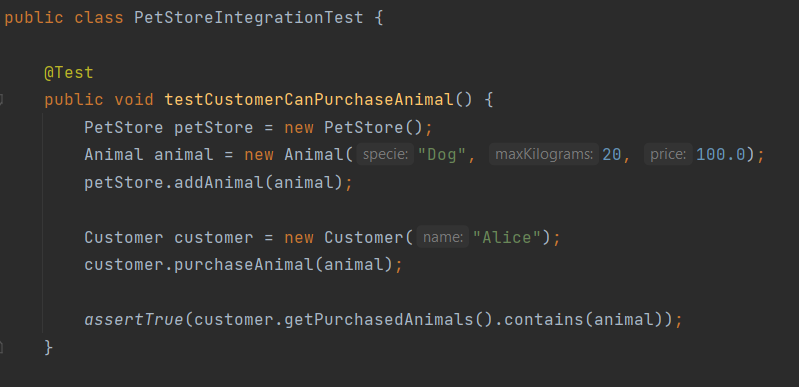 public class PetStoreIntegrationTest {
@Test
public void testCustomerCanPurchaseAnimal() {
PetStore petStore = new PetStore();
Animal animal = new Animal( specie: "Dog", maxKilograms: 20, price: 100.0);
petStore.addAnimal(animal);
Customer customer = new Customer( name: "Alice");
customer.purchaseAnimal(animal);
assertTrue(customer.getPurchasedAnimals().contains(animal));
}